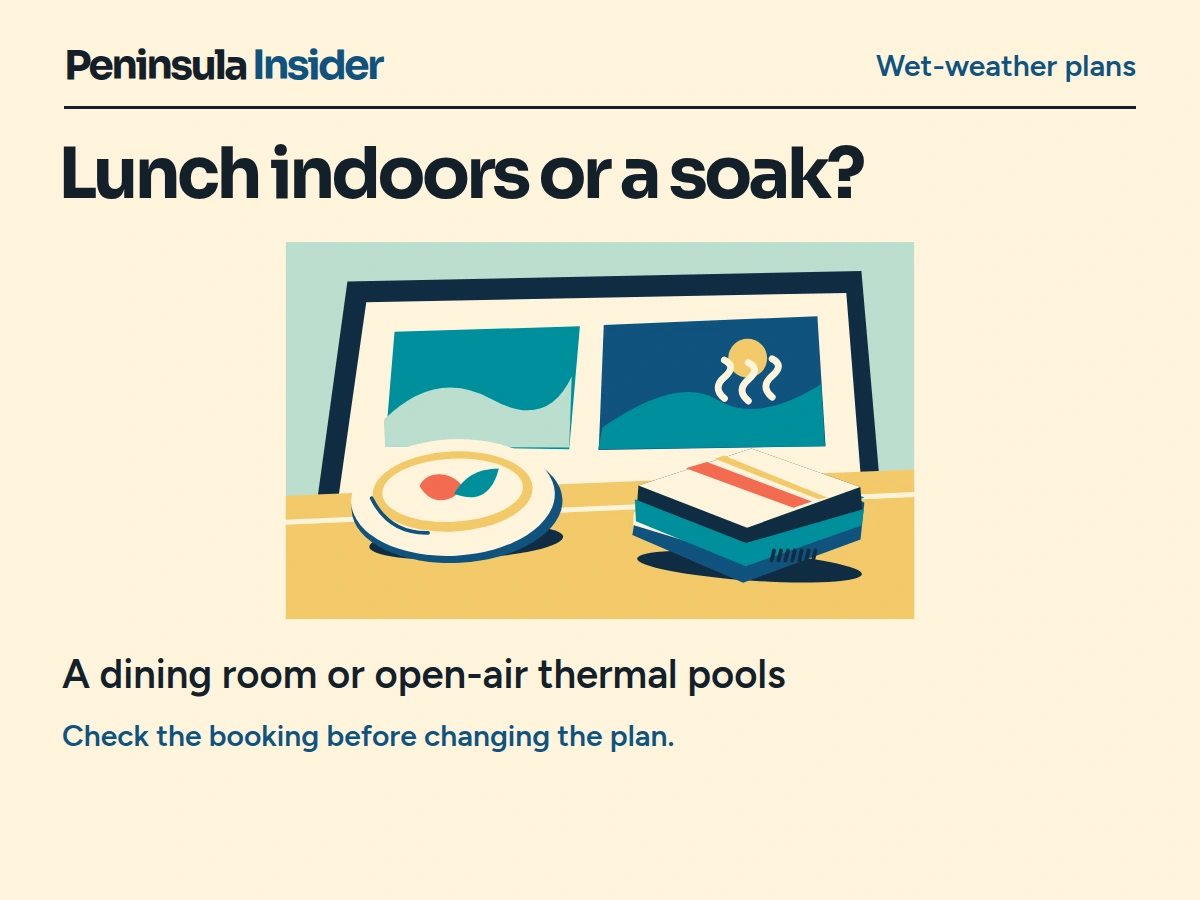 Peninsula Insider
Wet-weather plans
Lunch indoors or a soak?
A dining room or open-air thermal pools
Check the booking before changing the plan.